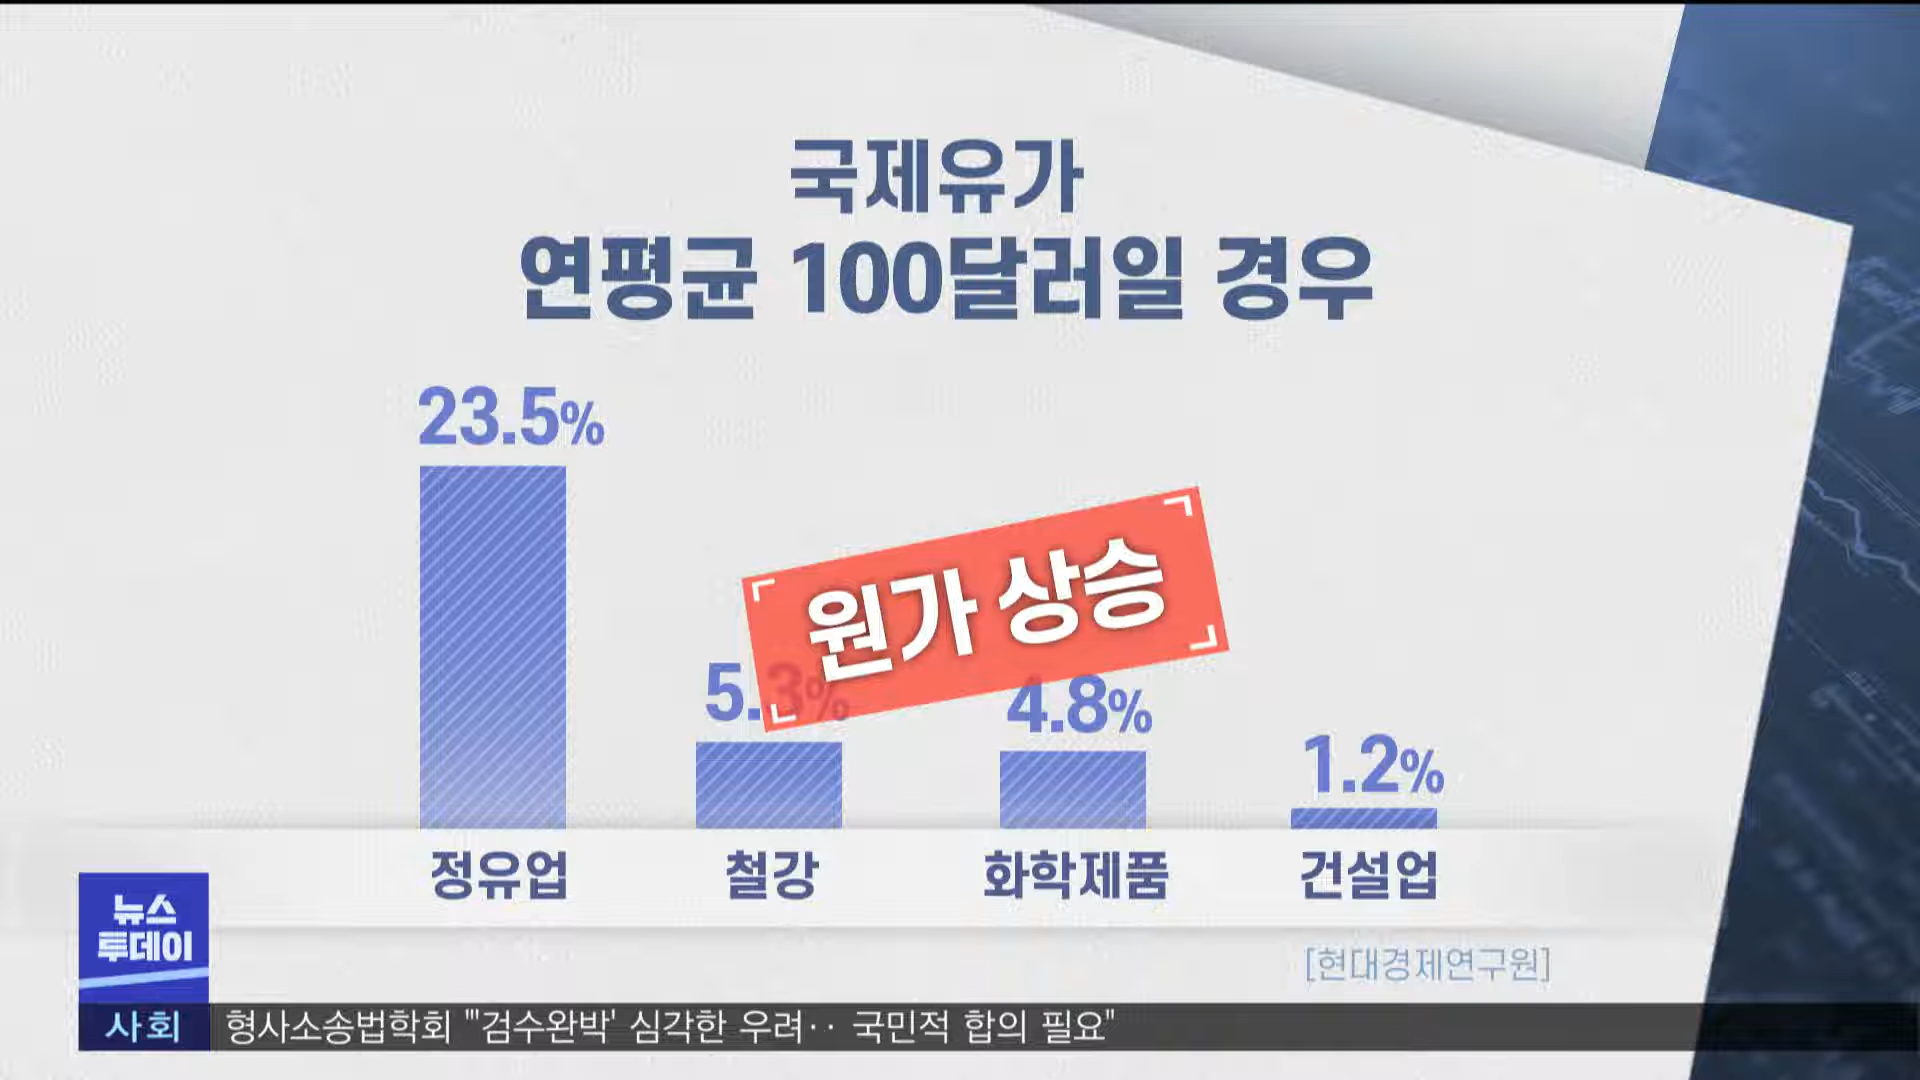 국제유가
연평균 100달러일 경우
23.5%
5.3%
4.8%
1.2%
원가 상승
정유업
철강
화학제품
건설업
[현대경제연구원]
뉴스
투데이
사회
형사소송법학회 "'검수완박' 심각한 우려‥ 국민적 합의 필요"